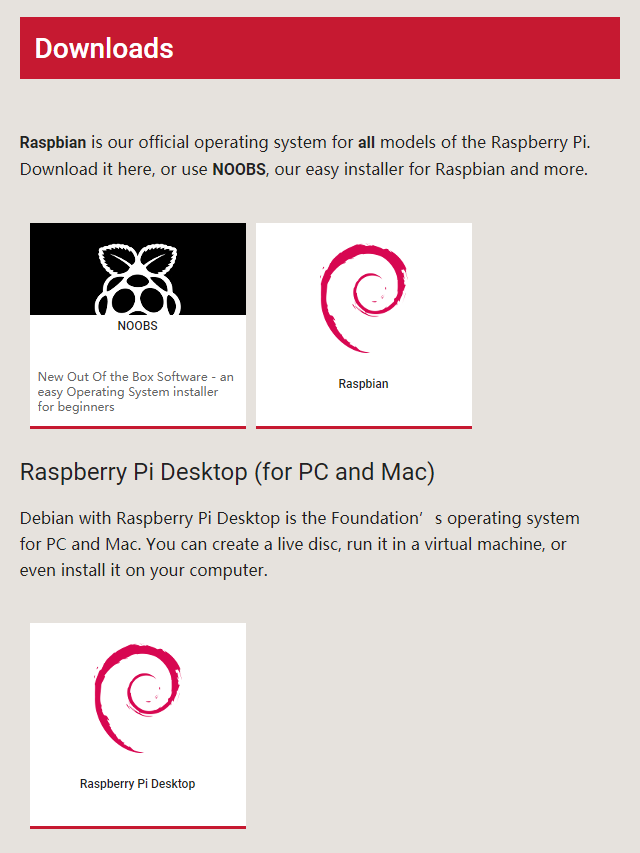 Downloads
Raspbian is our official operating system for all models of the Raspberry Pi.
Download it here, or use NOOBS, our easy installer for Raspbian and more.
NOOBS
New Out Of the Box Software - an
easy Operating System installer
for beginners
Raspbian
Raspberry Pi Desktop (for PC and Mac)
Debian with Raspberry Pi Desktop is the Foundation’s operating system
for PC and Mac. You can create a live disc, run it in a virtual machine, or
even install it on your computer.
Raspberry Pi Desktop